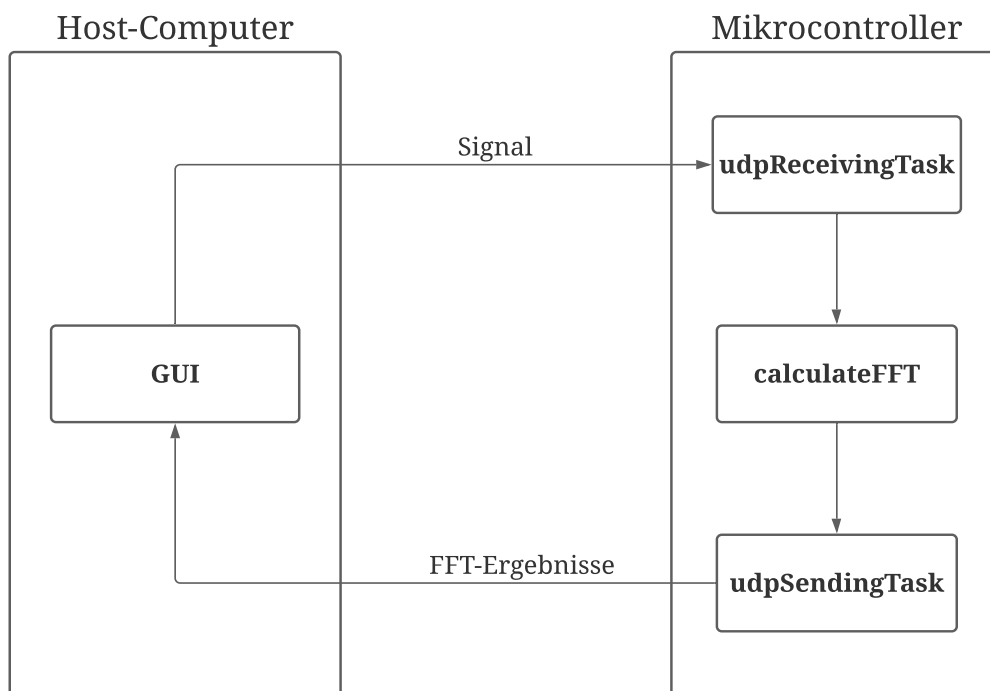 Host-Computer
Mikrocontroller
Signal
udpReceivingTask
GUI
calculateFFT
FFT-Ergebnisse
udpSendingTask